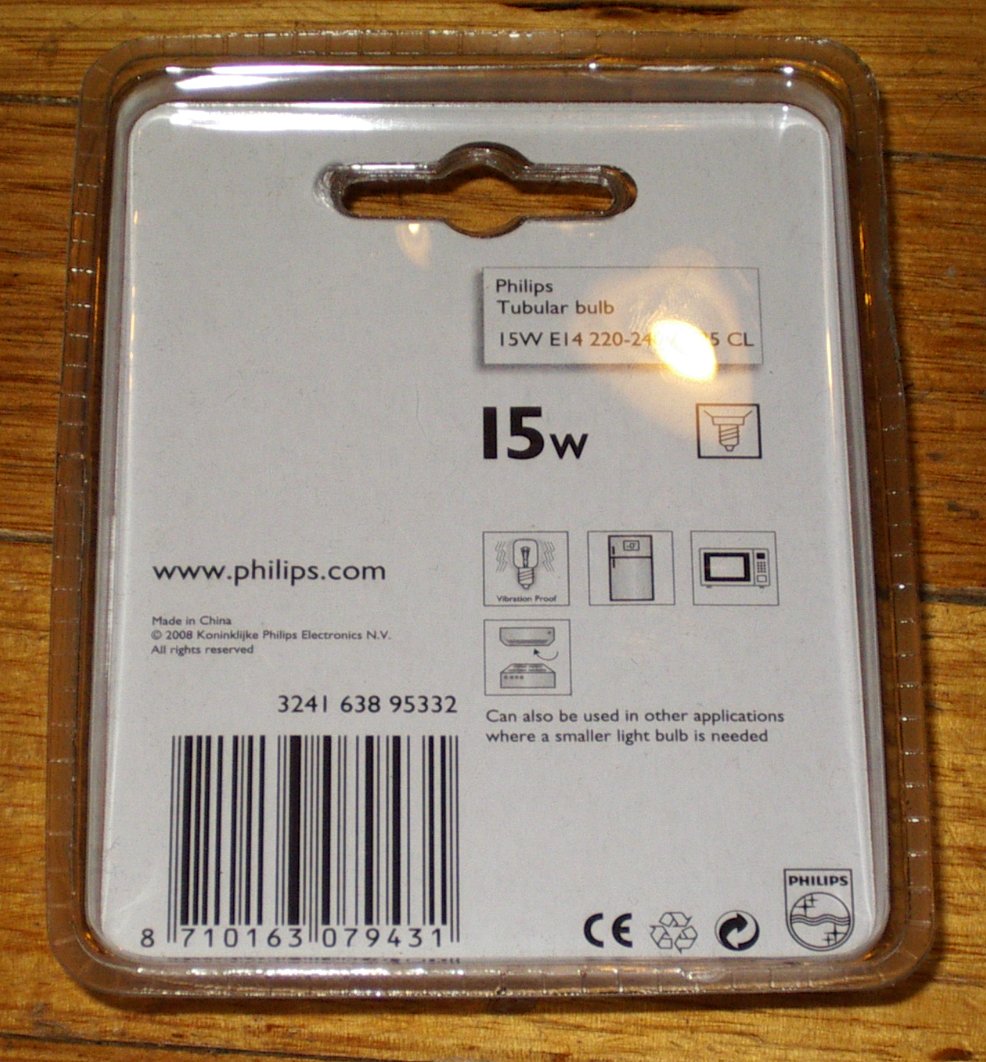 Philips
Tubular bulb
15W E14 220-24 5 CL
15W
Vibration Proof
www.philips.com
Made in China
© 2008 Koninklijke Philips Electronics N.V.
All rights reserved
3241 638 95332
Can also be used in other applications
where a smaller light bulb is needed
8 710163 079431
CE
PHILIPS